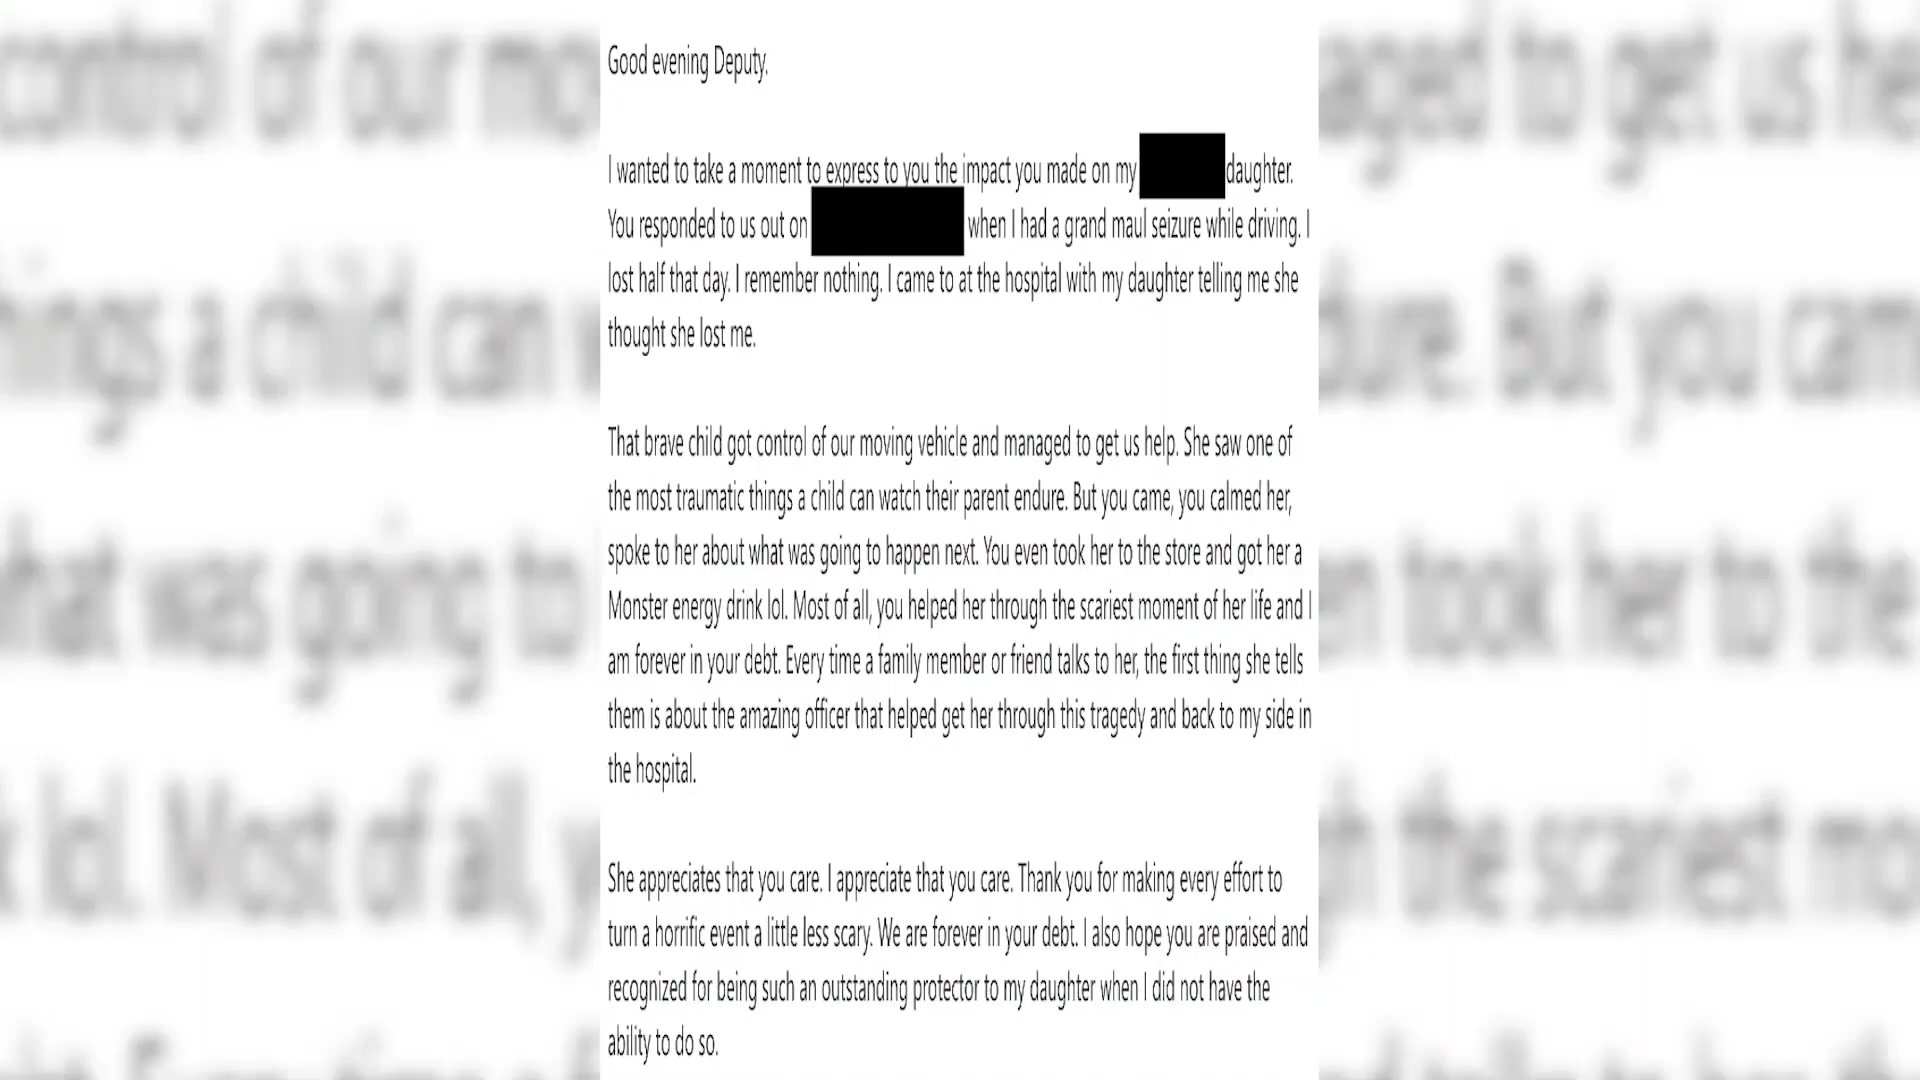 Good evening Deputy.
I wanted to take a moment to express to you the impact you made on my daughter.
You responded to us out on when I had a grand maul seizure while driving. I
lost half that day. I remember nothing. I came to at the hospital with my daughter telling me she
thought she lost me.
That brave child got control of our moving vehicle and managed to get us help. She saw one of
the most traumatic things a child can watch their parent endure. But you came, you calmed her,
spoke to her about what was going to happen next. You even took her to the store and got her a
Monster energy drink lol. Most of all, you helped her through the scariest moment of her life and I
am forever in your debt. Every time a family member or friend talks to her, the first thing she tells
them is about the amazing officer that helped get her through this tragedy and back to my side in
the hospital.
She appreciates that you care. I appreciate that you care. Thank you for making every effort to
turn a horrific event a little less scary. We are forever in your debt. I also hope you are praised and
recognized for being such an outstanding protector to my daughter when I did not have the
ability to do so.